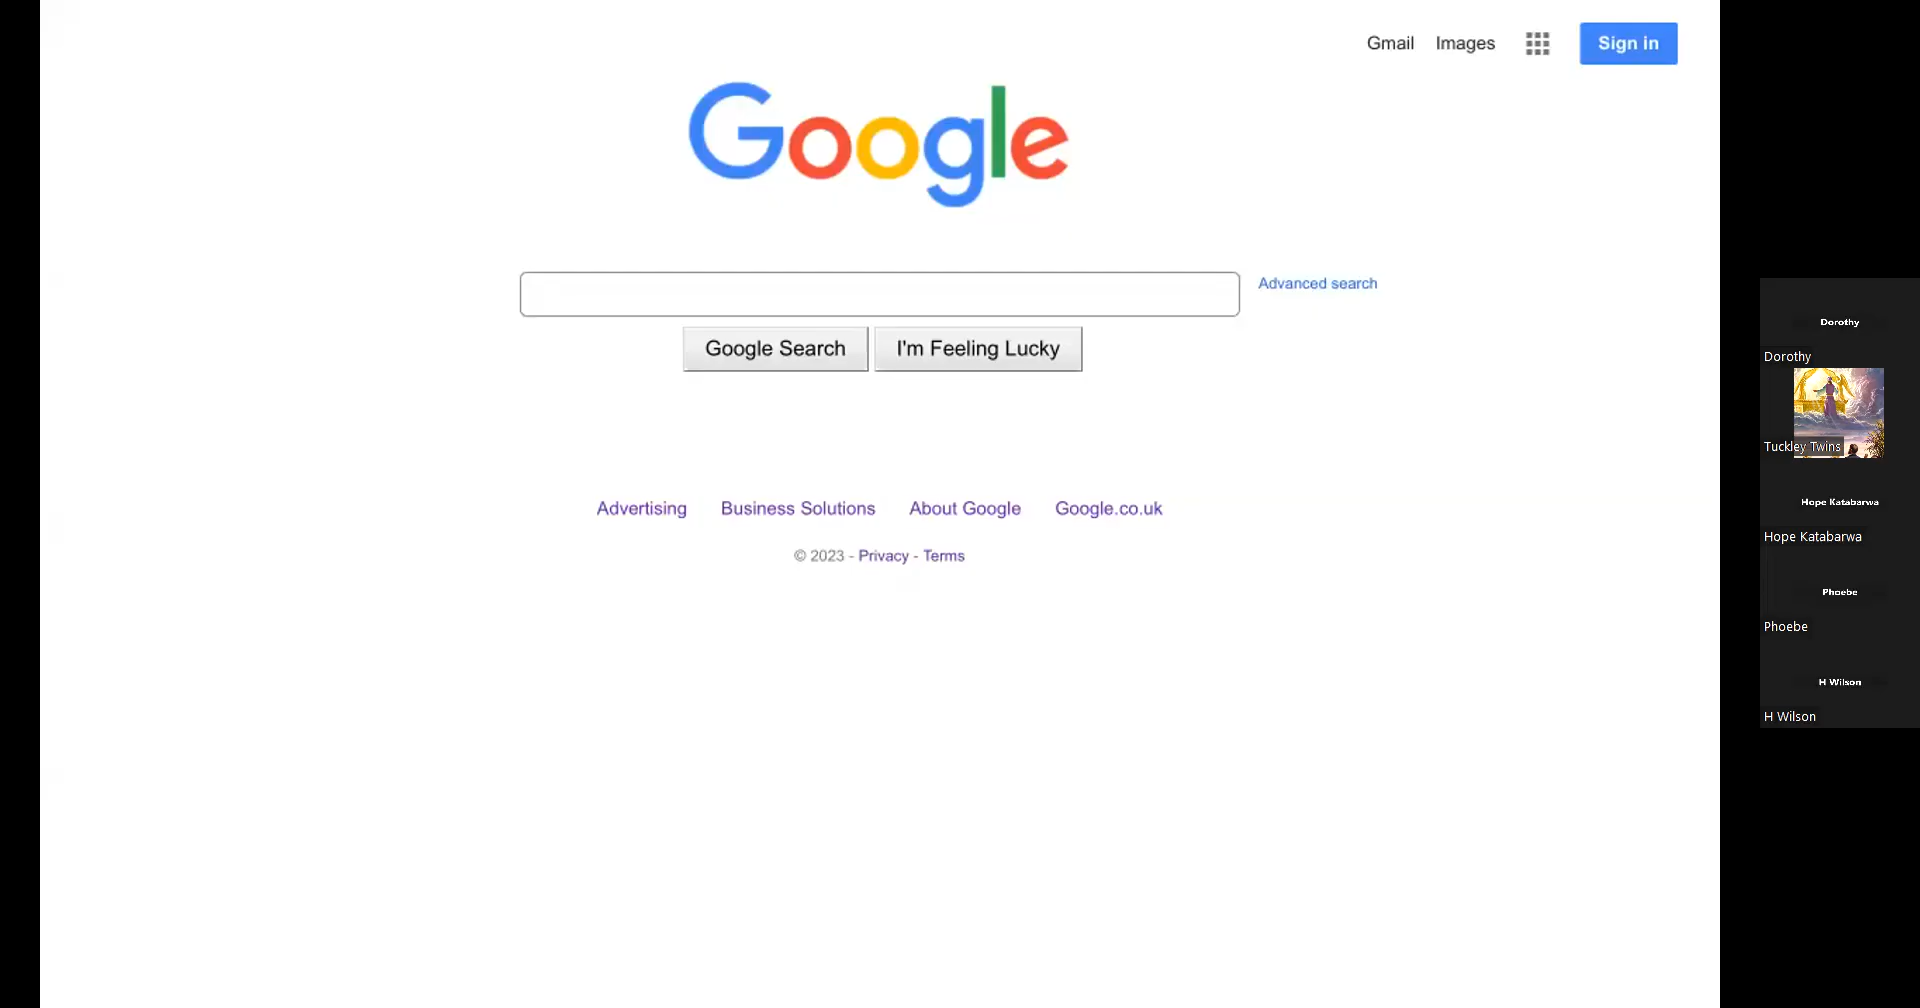 Gmail Images Sign in
Google
Advanced search
Google Search I'm Feeling Lucky
Advertising Business Solutions About Google Google.co.uk
© 2023 - Privacy - Terms
Dorothy
Dorothy
Tuckley Twins
Hope Katabarwa
Hope Katabarwa
Phoebe
Phoebe
H Wilson
H Wilson